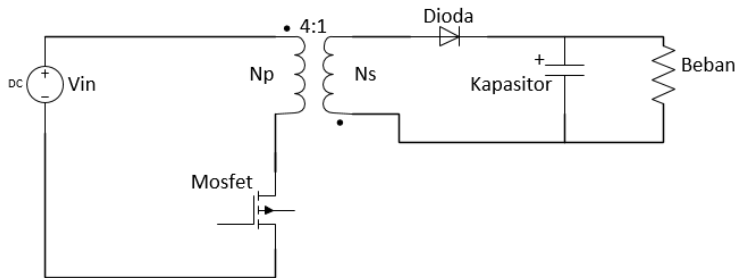 4:1
Dioda
DC
Vin
Np
Ns
Kapasitor
Beban
Mosfet